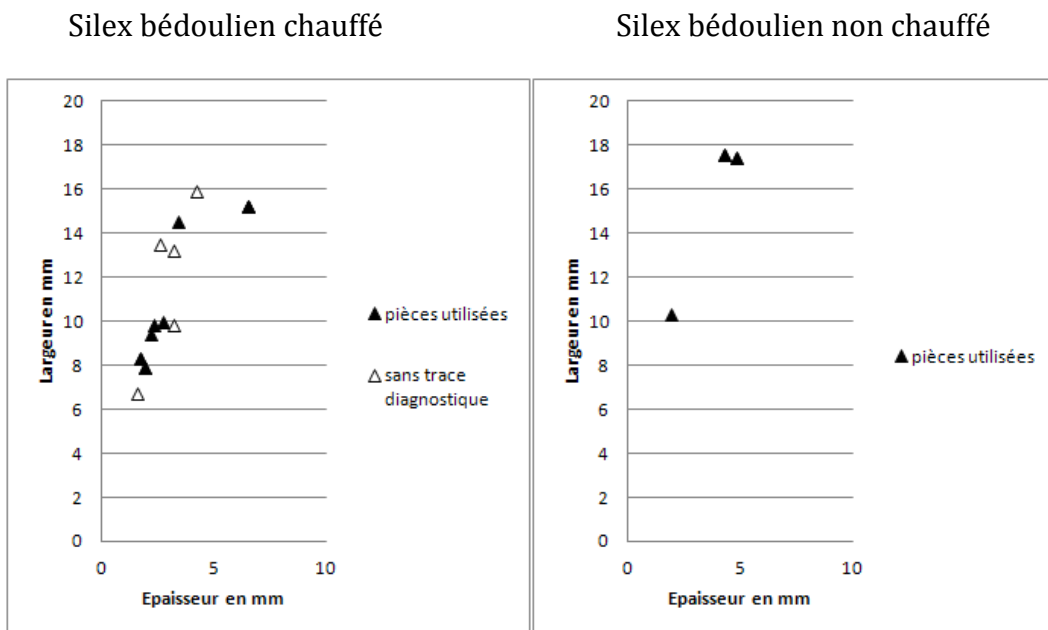 Silex bédoulien chauffé
20
18
16
14
12
10
8
6
4
2
0
0
5
10
Largeur en mm
Epaisseur en mm
pièces utilisées
sans trace
diagnostique
Silex bédoulien non chauffé
20
18
16
14
12
10
8
6
4
2
0
0
5
10
Largeur en mm
Epaisseur en mm
pièces utilisées